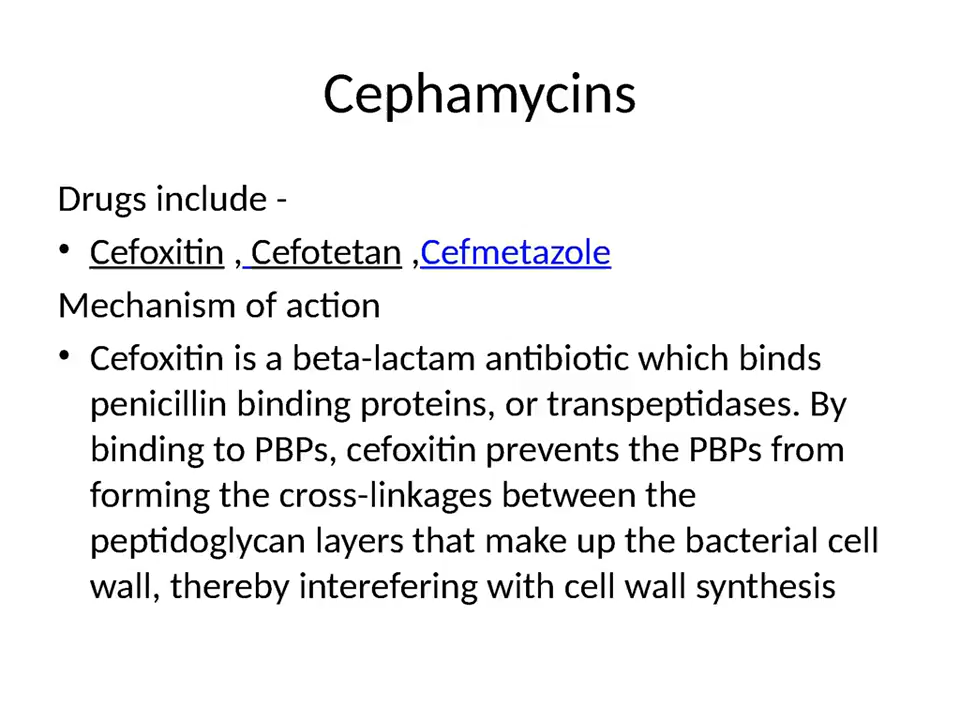 Cephamycins
Drugs include -
• Cefoxitin , Cefotetan ,Cefmetazole
Mechanism of action
• Cefoxitin is a beta-lactam antibiotic which binds
penicillin binding proteins, or transpeptidases. By
binding to PBPs, cefoxitin prevents the PBPs from
forming the cross-linkages between the
peptidoglycan layers that make up the bacterial cell
wall, thereby interefering with cell wall synthesis